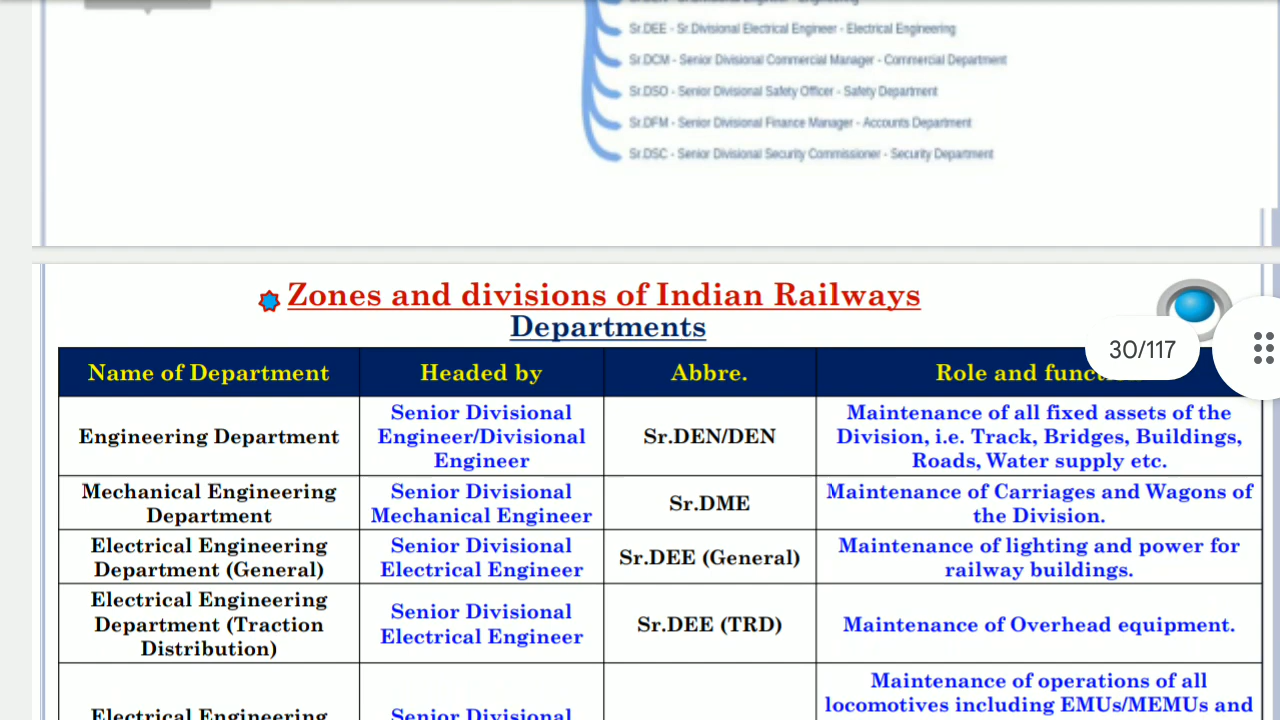 Sr.DEE - Sr.Divisional Electrical Engineer - Electrical Engineering
Sr.DCM - Senior Divisional Commercial Manager - Commercial Department
Sr.DSO - Senior Divisional Safety Officer - Safety Department
Sr.DFM - Senior Divisional Finance Manager - Accounts Department
Sr.DSC - Senior Divisional Security Commissioner - Security Department
Zones and divisions of Indian Railways
Departments
30/117
Name of Department
Headed by
Abbre.
Role and func
Engineering Department
Senior Divisional
Engineer/Divisional
Engineer
Sr.DEN/DEN
Maintenance of all fixed assets of the
Division, i.e. Track, Bridges, Buildings,
Roads, Water supply etc.
Mechanical Engineering
Department
Senior Divisional
Mechanical Engineer
Sr.DME
Maintenance of Carriages and Wagons of
the Division.
Electrical Engineering
Department (General)
Senior Divisional
Electrical Engineer
Sr.DEE (General)
Maintenance of lighting and power for
railway buildings.
Electrical Engineering
Department (Traction
Distribution)
Senior Divisional
Electrical Engineer
Sr.DEE (TRD)
Maintenance of Overhead equipment.
Electrical Engineering
Senior Divisional
Maintenance of operations of all
locomotives including EMUs/MEMUs and